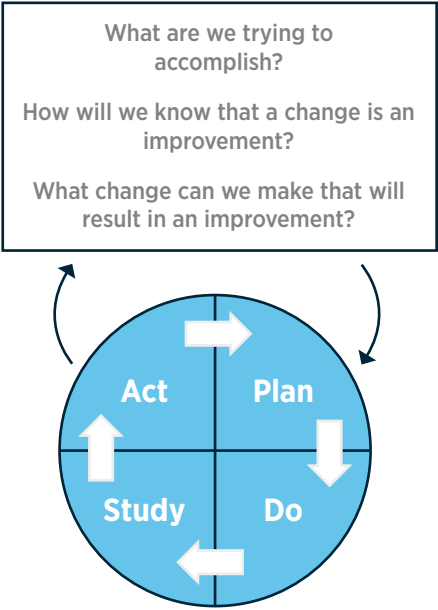 What are we trying to
accomplish?
How will we know that a change is an
improvement?
What change can we make that will
result in an improvement?
Act
Plan
Study
Do